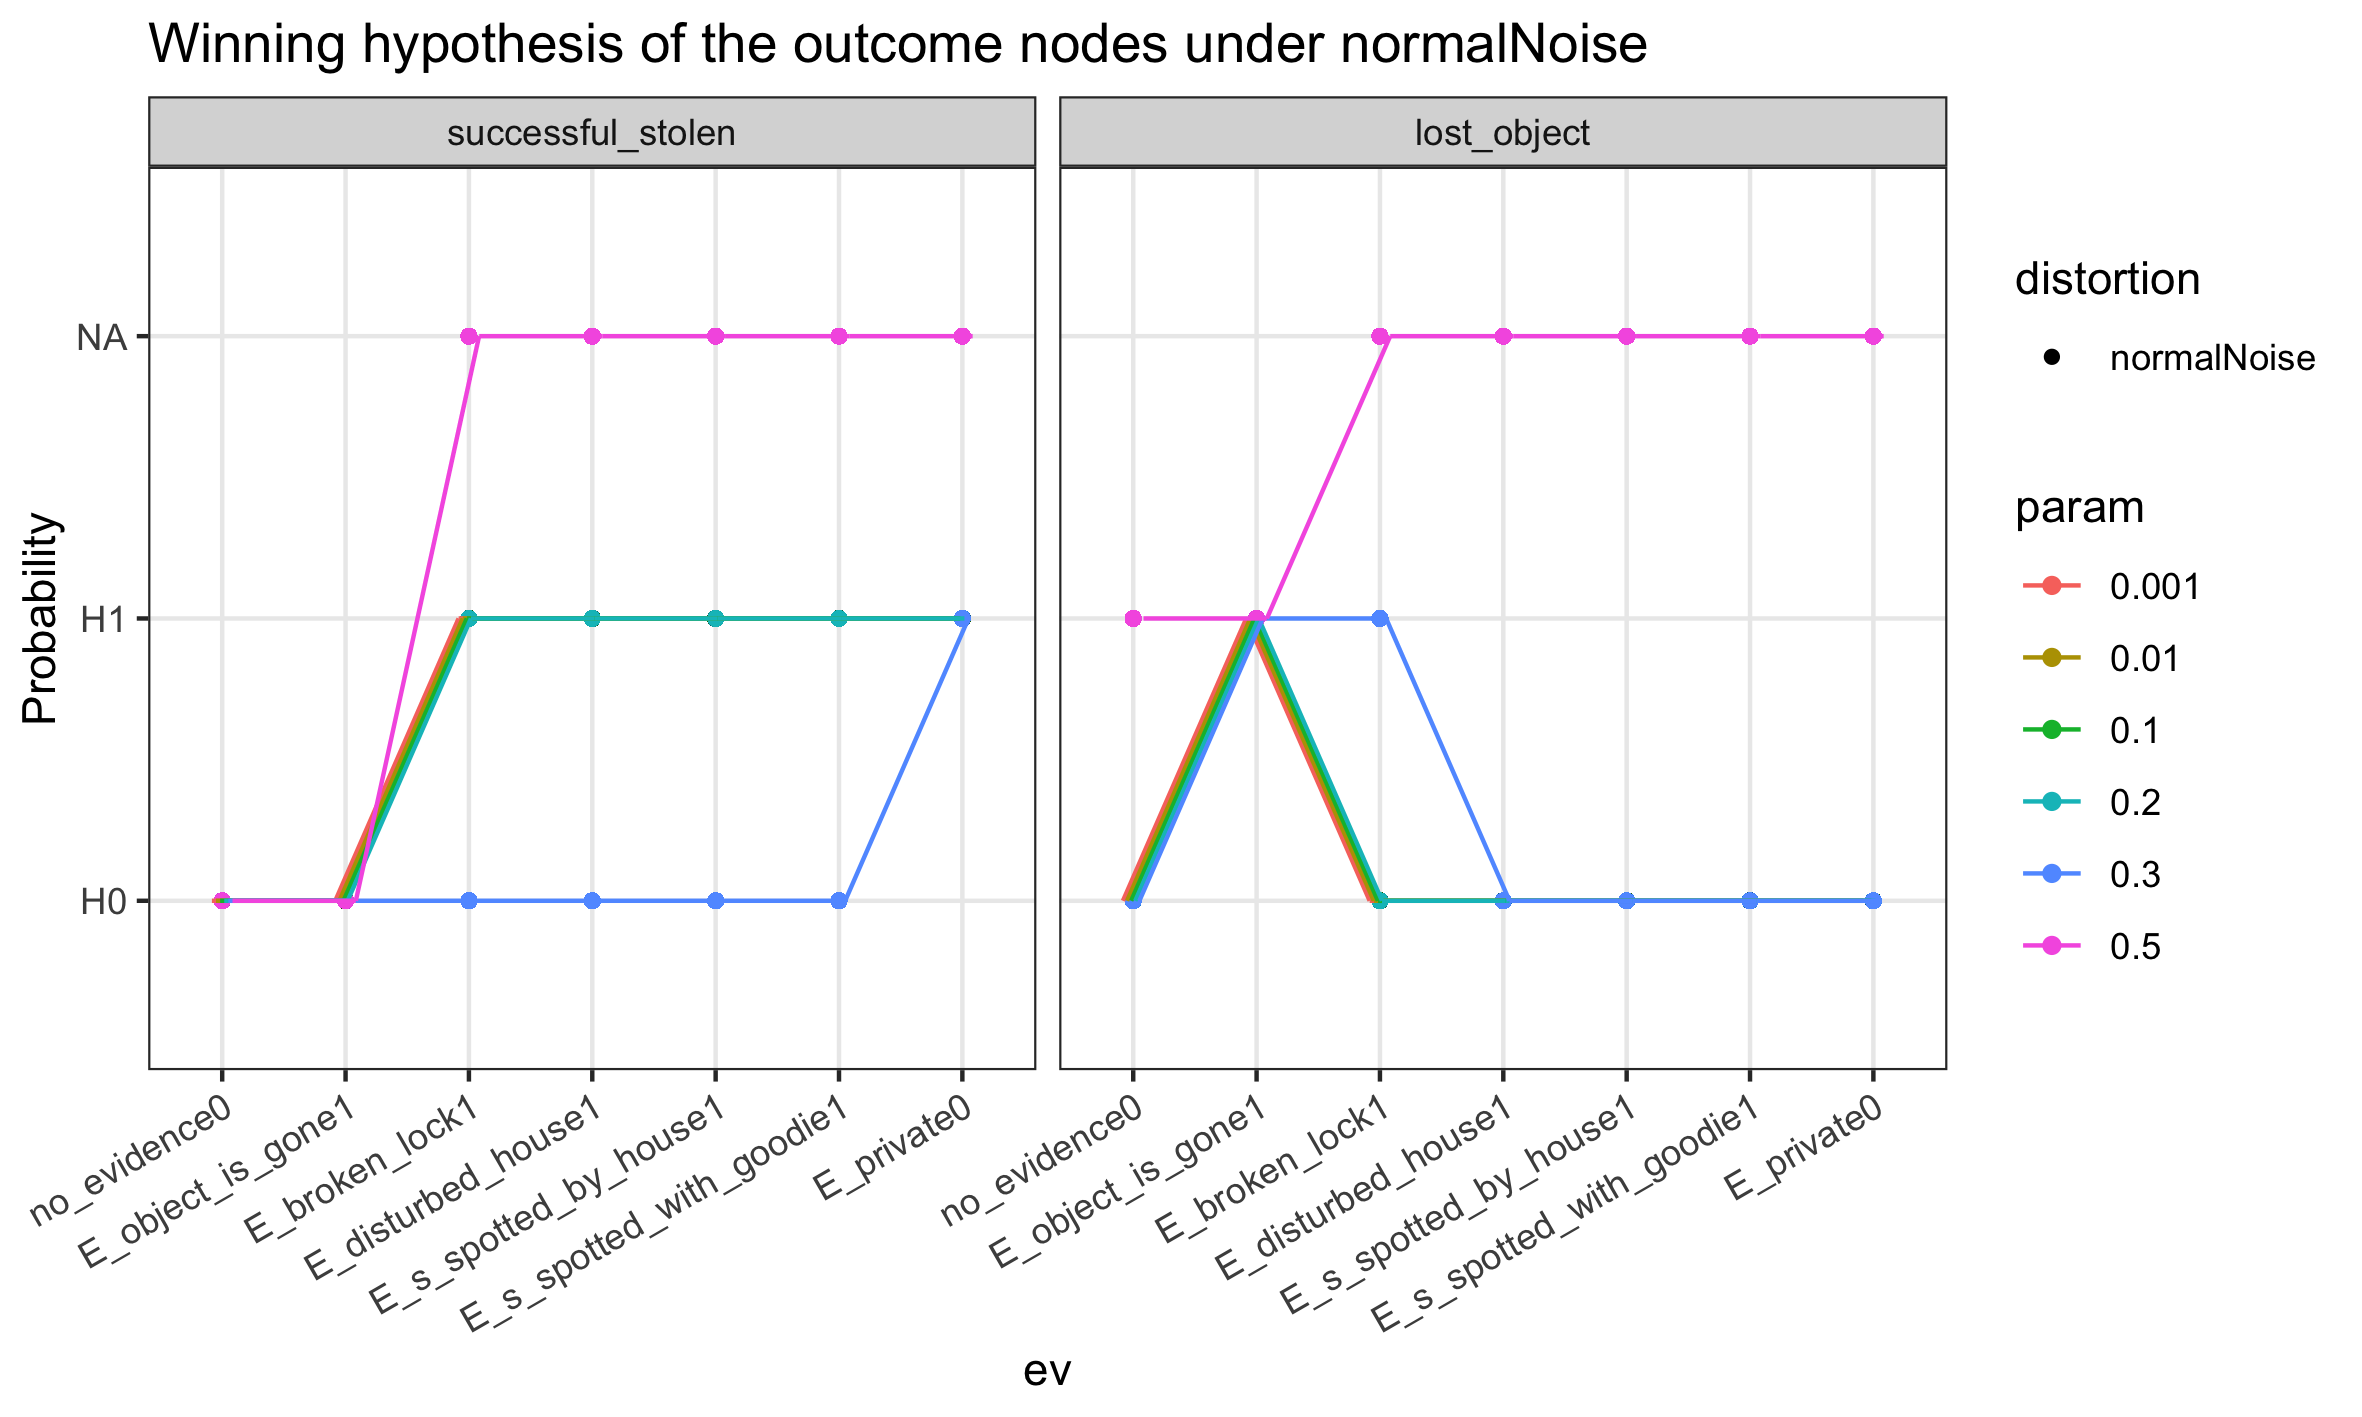 Winning hypothesis of the outcome nodes under normalNoise
successful_stolen
lost_object
Probability
NA
H1
H0
no_evidence0
E_object_is_gone1
E_broken_lock1
E_disturbed_house1
E_s_spotted_by_house1
E_s_spotted_with_goodie1
E_private0
no_evidence0
E_object_is_gone1
E_broken_lock1
E_disturbed_house1
E_s_spotted_by_house1
E_s_spotted_with_goodie1
E_private0
ev
distortion
normalNoise
param
0.001
0.01
0.1
0.2
0.3
0.5